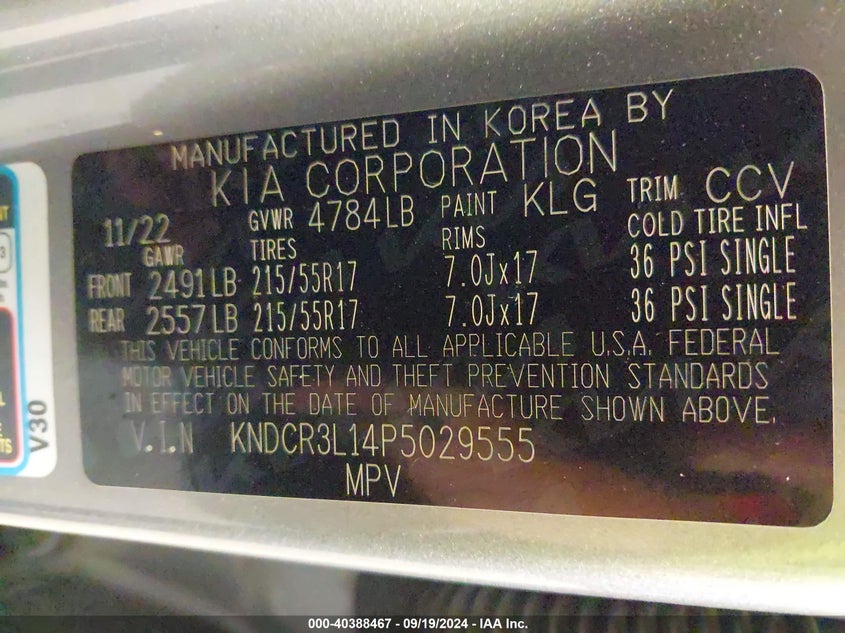 MANUFACTURED IN KOREA BY
KIA CORPORATION
11/22 GVWR 4784LB PAINT KLG TRIM CCV
GAWR TIRES RIMS COLD TIRE INFL
FRONT 2491LB 215/55R17 7.0Jx17 36 PSI SINGLE
REAR 2557LB 215/55R17 7.0Jx17 36 PSI SINGLE
THIS VEHICLE CONFORMS TO ALL APPLICABLE U.S.A. FEDERAL
MOTOR VEHICLE SAFETY AND THEFT PREVENTION STANDARDS
IN EFFECT ON THE DATE OF MANUFACTURE SHOWN ABOVE.
V.I.N KNDCR3L14P5029555
MPV
V30
000-40388467 - 09/19/2024 - IAA Inc.